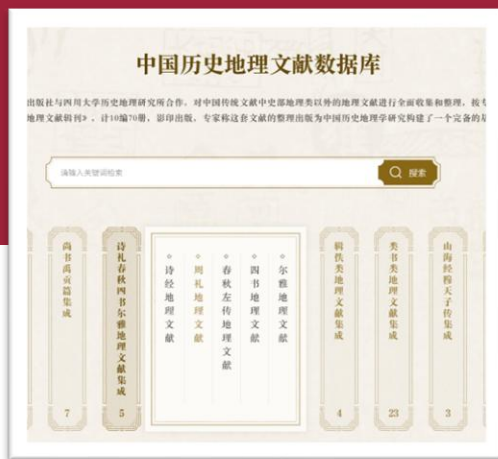 中国历史地理文献数据库
出版社与四川大学历史地理研究所合作，对中国传统文献中史部地理类以外的地理文献进行全面收集和整理，按
地理文献辑刊》，计10编70册，影印出版，专家称这套文献的整理出版为中国历史地理学研究构建了一个完备的
请输入关键词检索
搜索
尚书禹贡篇集成
7
诗礼春秋四书尔雅地理文献集成
5
诗经地理文献
周礼地理文献
春秋左传地理文献
四书地理文献
尔雅地理文献
辑佚类地理文献集成
4
类书类地理文献集成
23
山海经穆天子传集成
3